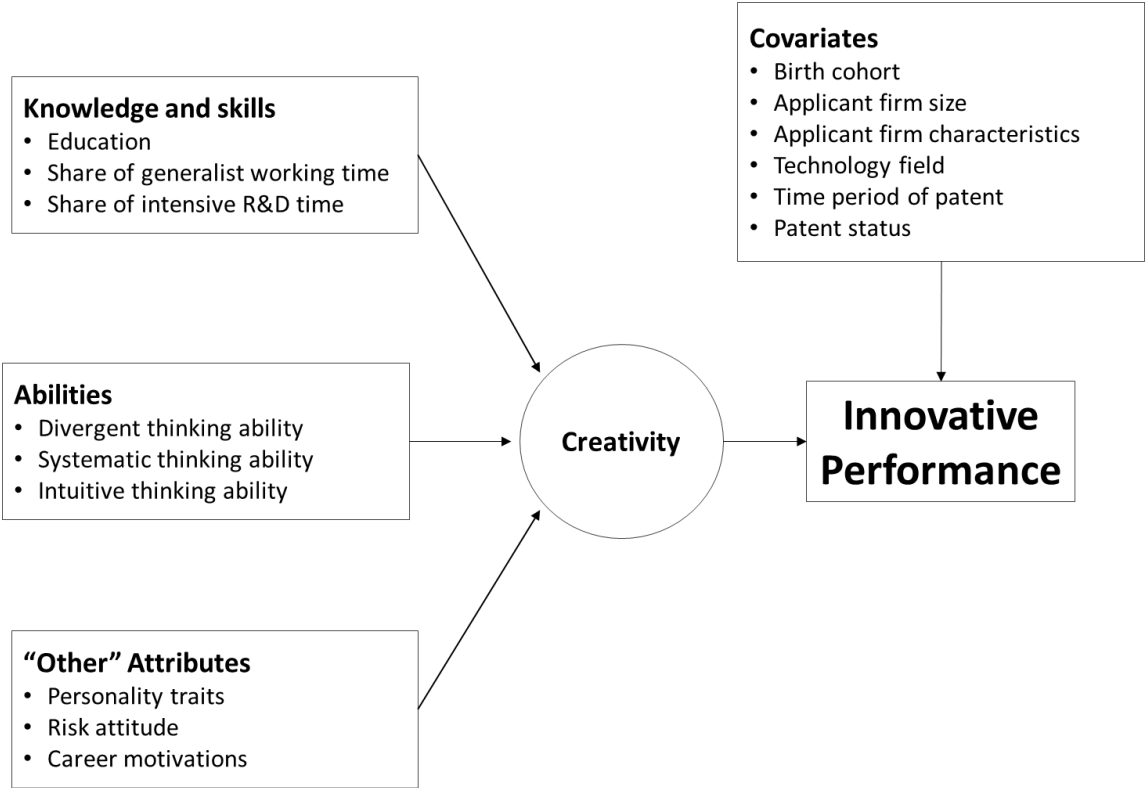 Covariates
• Birth cohort
• Applicant firm size
• Applicant firm characteristics
• Technology field
• Time period of patent
• Patent status
Knowledge and skills
• Education
• Share of generalist working time
• Share of intensive R&D time
Abilities
• Divergent thinking ability
• Systematic thinking ability
• Intuitive thinking ability
Creativity
Innovative
Performance
“Other” Attributes
• Personality traits
• Risk attitude
• Career motivations